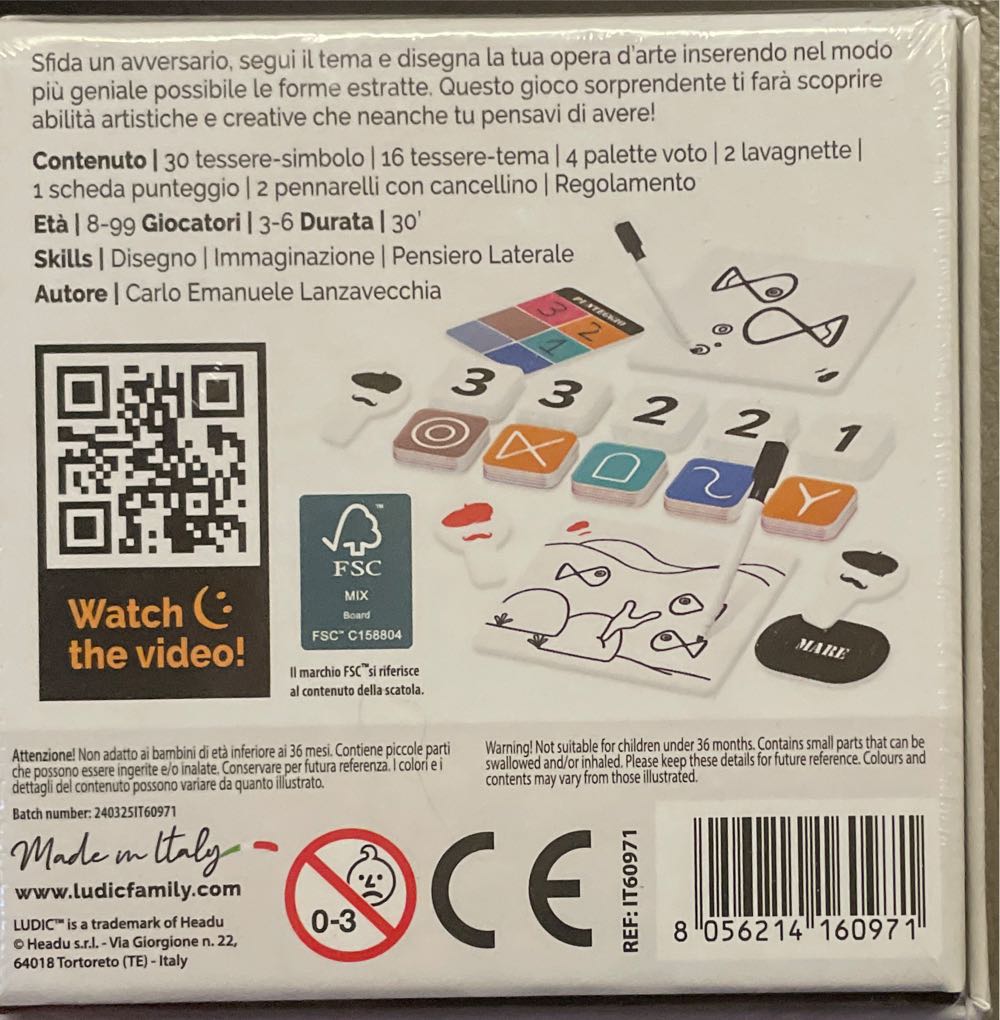 Sfida un avversario, segui il tema e disegna la tua opera d'arte inserendo nel modo
più geniale possibile le forme estratte. Questo gioco sorprendente ti farà scoprire
abilità artistiche e creative che neanche tu pensavi di avere!
Contenuto | 30 tessere-simbolo | 16 tessere-tema | 4 palette voto | 2 lavagnette |
1 scheda punteggio | 2 pennarelli con cancellino | Regolamento
Età | 8-99 Giocatori | 3-6 Durata | 30'
Skills | Disegno | Immaginazione | Pensiero Laterale
Autore | Carlo Emanuele Lanzavecchia
PUNTEGGIO
3
2
1
3 3 2 2 1
MARE
Watch
the video!
FSC™
MIX
Board
FSC™ C158804
Il marchio FSC™si riferisce
al contenuto della scatola.
Attenzione! Non adatto ai bambini di età inferiore ai 36 mesi. Contiene piccole parti
che possono essere ingerite e/o inalate. Conservare per futura referenza. I colori e i
dettagli del contenuto possono variare da quanto illustrato.
Warning! Not suitable for children under 36 months. Contains small parts that can be
swallowed and/or inhaled. Please keep these details for future reference. Colours and
contents may vary from those illustrated.
Batch number: 240325IT60971
Made in Italy
www.ludicfamily.com
LUDIC™ is a trademark of Headu
© Headu s.r.l. - Via Giorgione n. 22,
64018 Tortoreto (TE) - Italy
0-3
CE
REF: IT60971
8 056214 160971